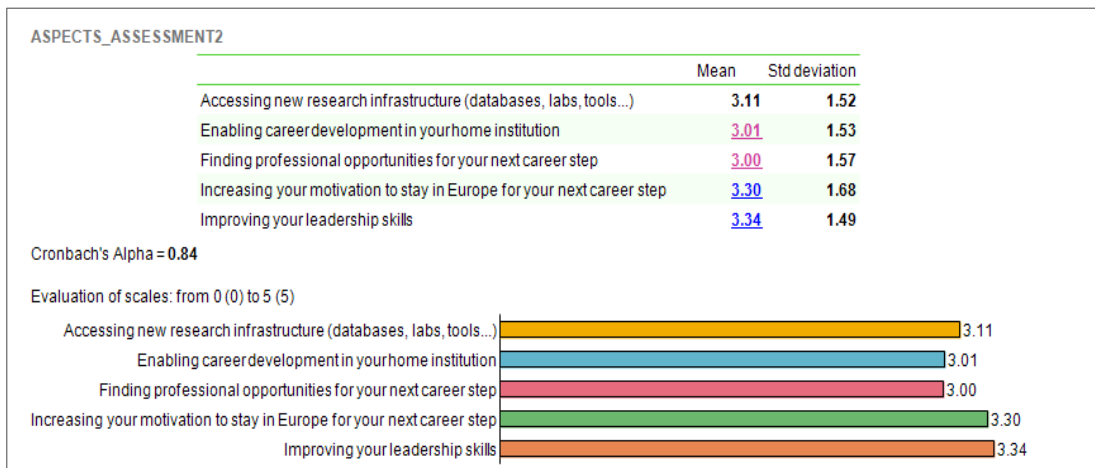 ASPECTS_ASSESSMENT2
Mean Std deviation
Accessing new research infrastructure (databases, labs, tools...) 3.11 1.52
Enabling career development in your home institution 3.01 1.53
Finding professional opportunities for your next career step 3.00 1.57
Increasing your motivation to stay in Europe for your next career step 3.30 1.68
Improving your leadership skills 3.34 1.49
Cronbach's Alpha = 0.84
Evaluation of scales: from 0 (0) to 5 (5)
Accessing new research infrastructure (databases, labs, tools...) 3.11
Enabling career development in your home institution 3.01
Finding professional opportunities for your next career step 3.00
Increasing your motivation to stay in Europe for your next career step 3.30
Improving your leadership skills 3.34